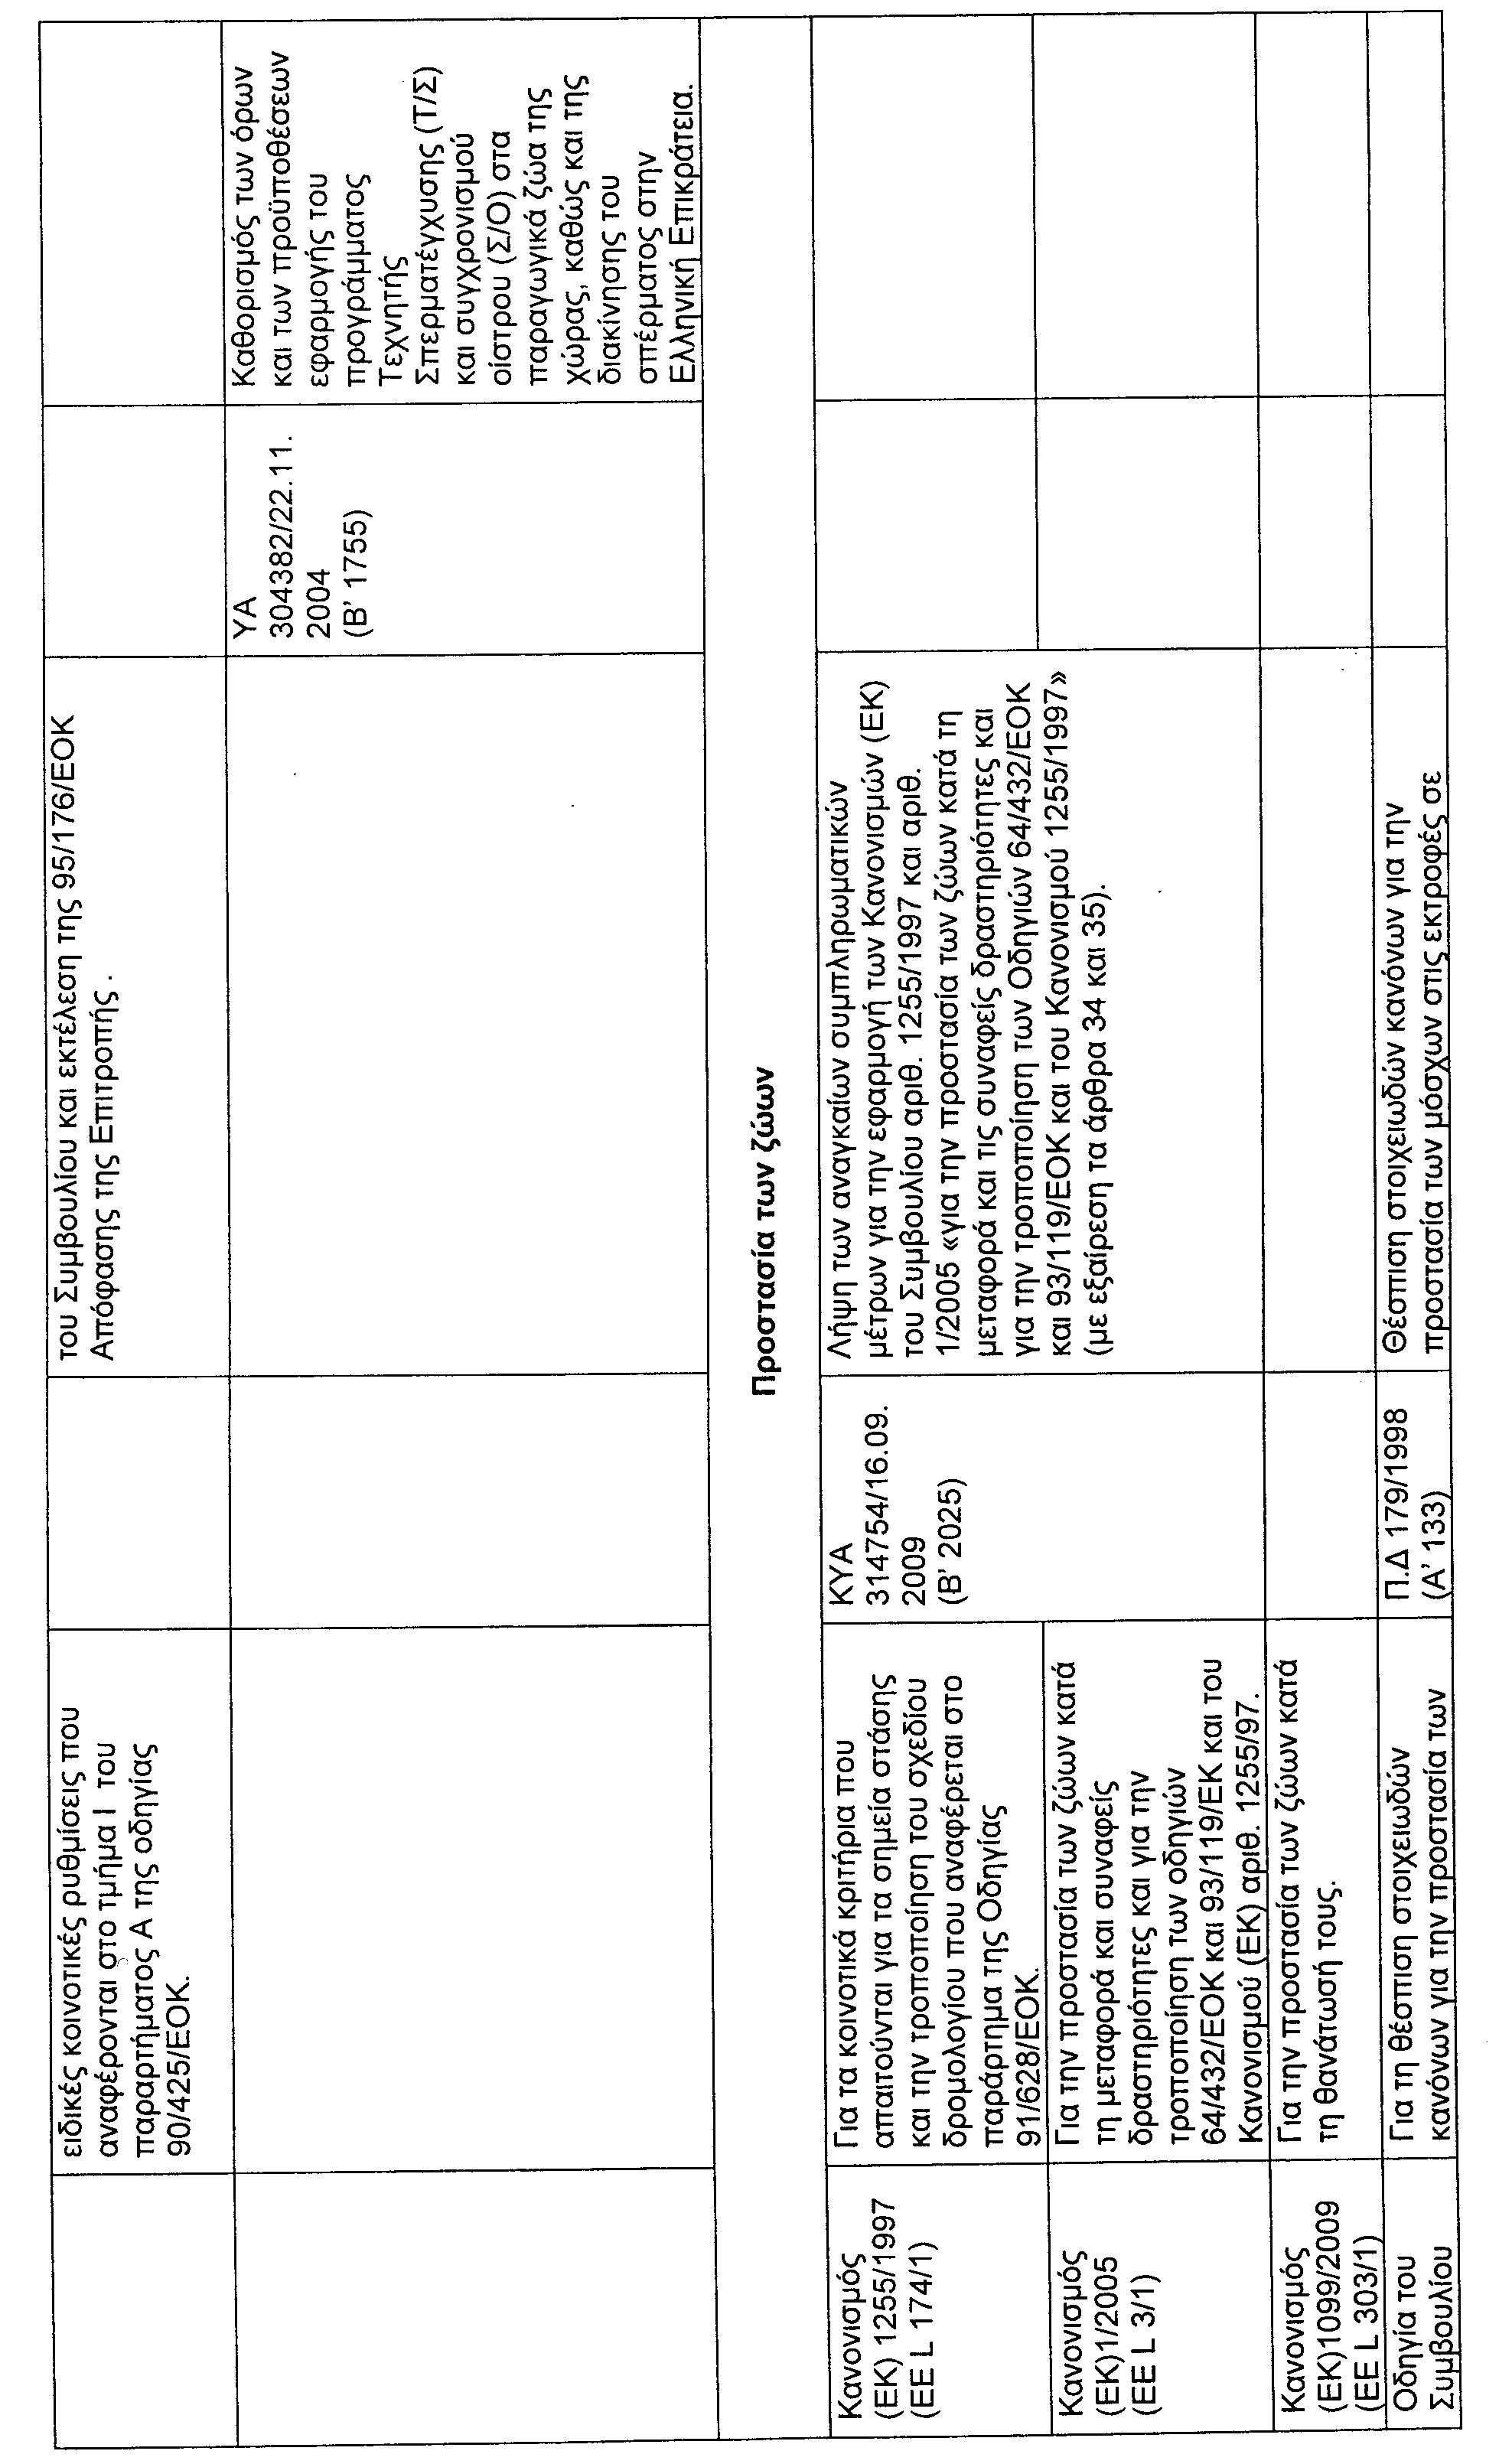 ειδικές κοινοτικές ρυθμίσεις που
αναφέρονται στο τμήμα Ι του
παραρτήματος Α της οδηγίας
90/425/ΕΟΚ.
του Συμβουλίου και εκτέλεση της 95/176/ΕΟΚ
Απόφασης της Επιτροπής .
ΥΑ
304382/22.11.
2004
(Β’ 1755)
Καθορισμός των όρων
και των προϋποθέσεων
εφαρμογής του
προγράμματος
Τεχνητής
Σπερματέγχυσης (Τ/Σ)
και συγχρονισμού
οίστρου (Σ/Ο) στα
παραγωγικά ζώα της
χώρας, καθώς και της
διακίνησης του
σπέρματος στην
Ελληνική Επικράτεια.
Προστασία των ζώων
Κανονισμός
(ΕΚ) 1255/1997
(ΕΕ L 174/1)
Για τα κοινοτικά κριτήρια που
απαιτούνται για τα σημεία στάσης
και την τροποποίηση του σχεδίου
δρομολογίου που αναφέρεται στο
παράρτημα της Οδηγίας
91/628/ΕΟΚ.
ΚΥΑ
314754/16.09.
2009
(Β’ 2025)
Λήψη των αναγκαίων συμπληρωματικών
μέτρων για την εφαρμογή των Κανονισμών (ΕΚ)
του Συμβουλίου αριθ. 1255/1997 και αριθ.
1/2005 «για την προστασία των ζώων κατά τη
μεταφορά και τις συναφείς δραστηριότητες και
για την τροποποίηση των Οδηγιών 64/432/ΕΟΚ
και 93/119/ΕΟΚ και του Κανονισμού 1255/1997»
(με εξαίρεση τα άρθρα 34 και 35).
Κανονισμός
(ΕΚ)1/2005
(ΕΕ L 3/1)
Για την προστασία των ζώων κατά
τη μεταφορά και συναφείς
δραστηριότητες και για την
τροποποίηση των οδηγιών
64/432/ΕΟΚ και 93/119/ΕΚ και του
Κανονισμού (ΕΚ) αριθ. 1255/97.
Κανονισμός
(ΕΚ)1099/2009
(ΕΕ L 303/1)
Για την προστασία των ζώων κατά
τη θανάτωσή τους.
Οδηγία του
Συμβουλίου
Για τη θέσπιση στοιχειωδών
κανόνων για την προστασία των
Π.Δ 179/1998
(Α’ 133)
Θέσπιση στοιχειωδών κανόνων για την
προστασία των μόσχων στις εκτροφές σε